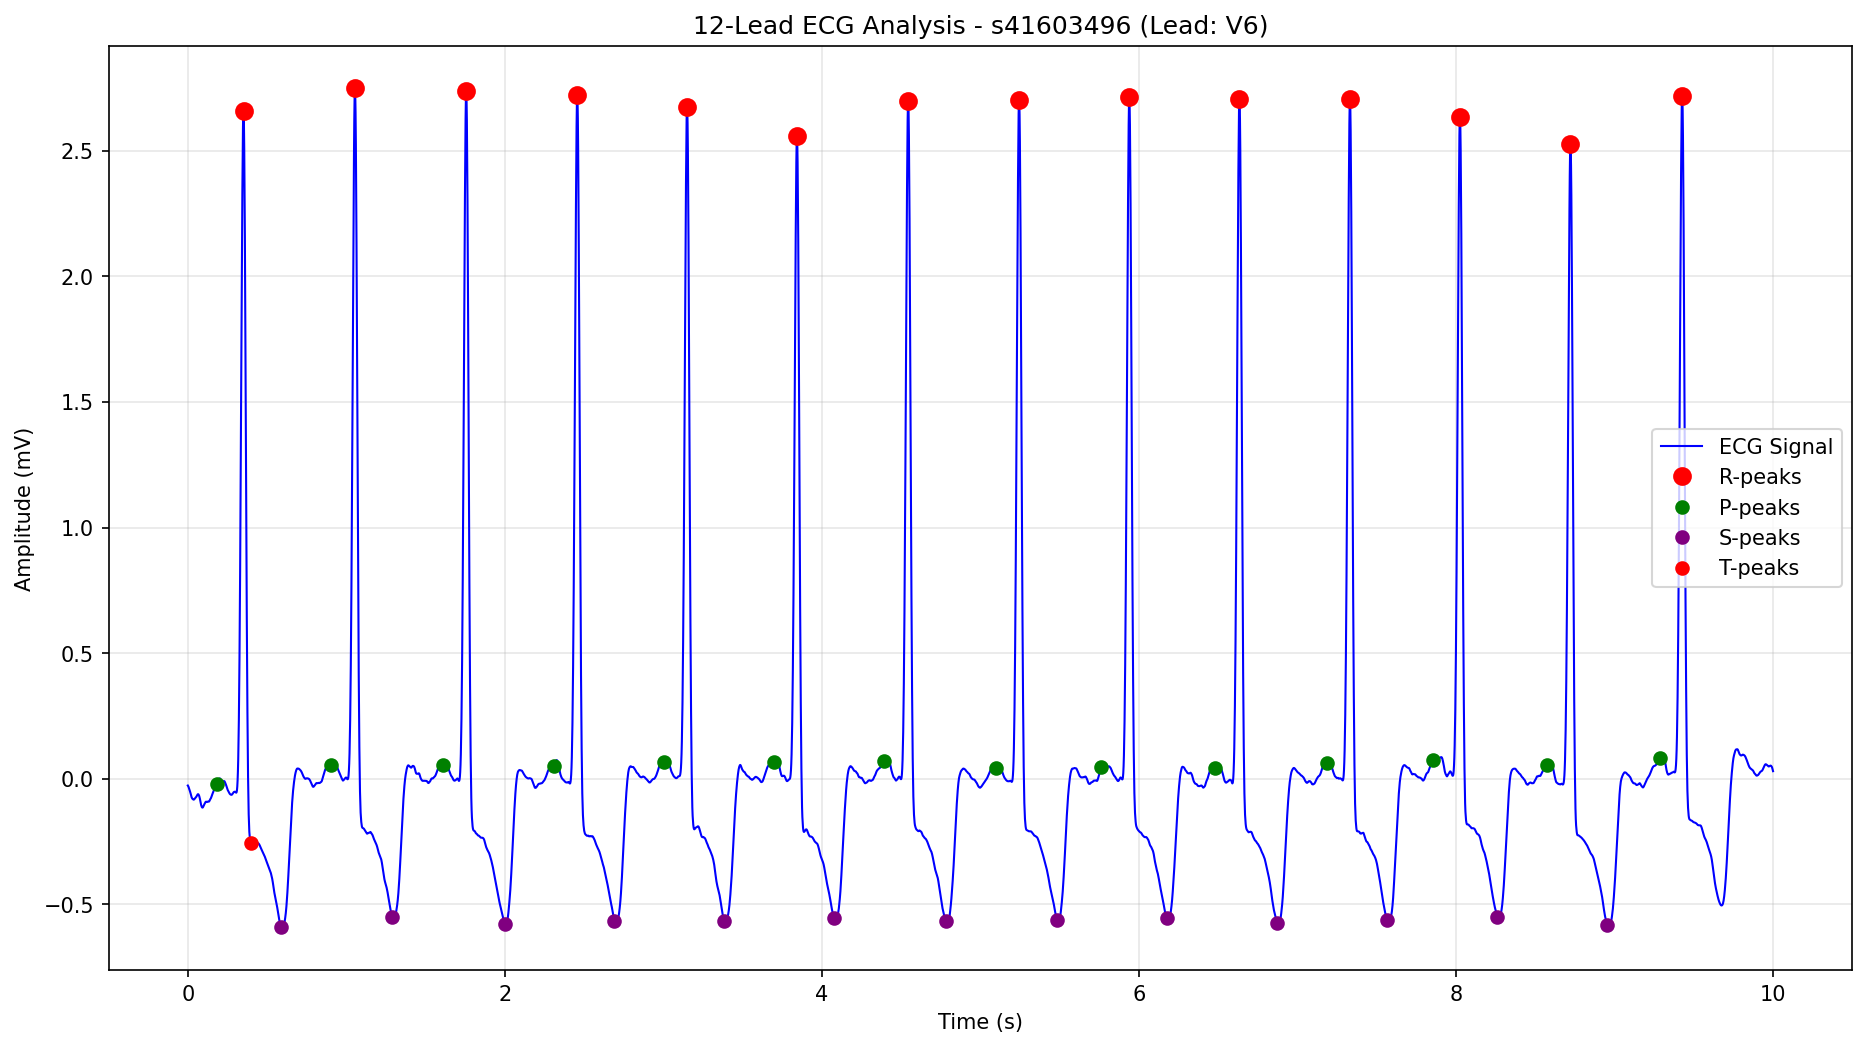 12-Lead ECG Analysis - s41603496 (Lead: V6)
Amplitude (mV)
2.5
2.0
1.5
1.0
0.5
0.0
−0.5
ECG Signal
R-peaks
P-peaks
S-peaks
T-peaks
0
2
4
6
8
10
Time (s)